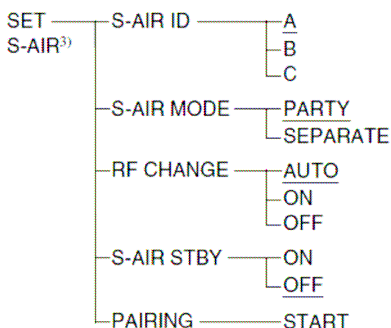 SET S-AIR ID A
S-AIR3) B
C
S-AIR MODE PARTY
SEPARATE
RF CHANGE AUTO
ON
OFF
S-AIR STBY ON
OFF
PAIRING START